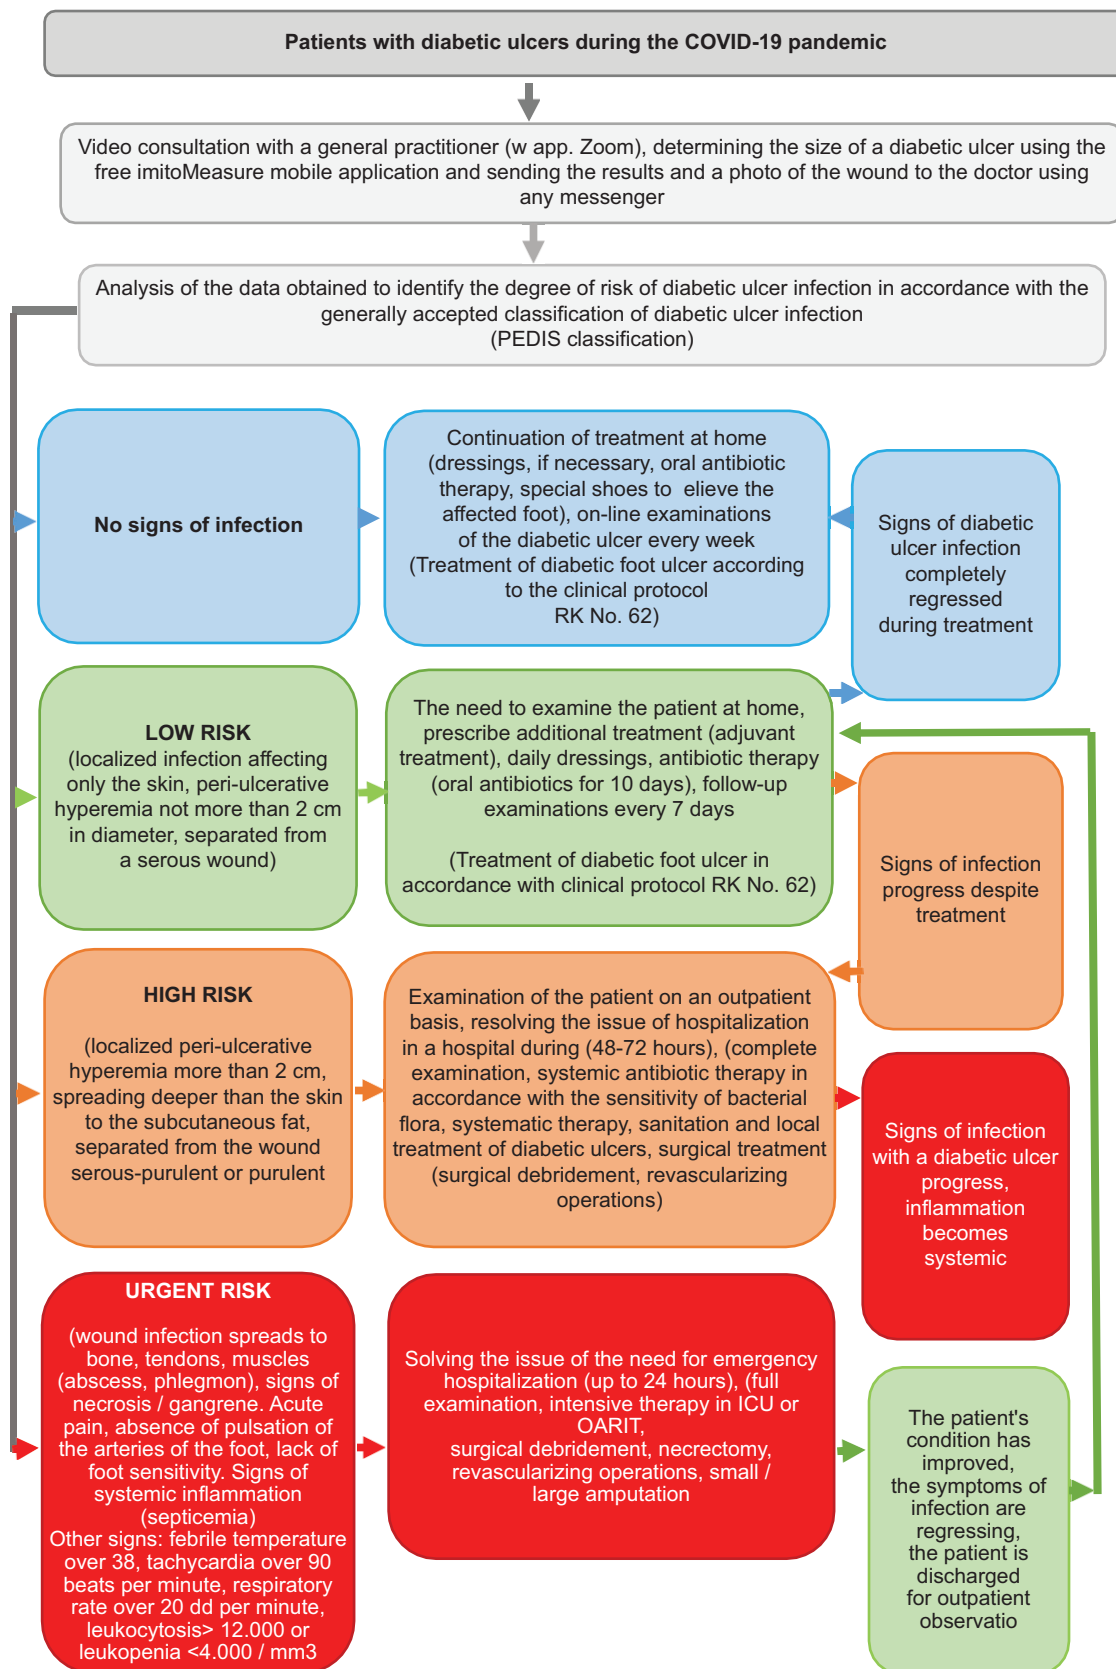 Patients with diabetic ulcers during the COVID-19 pandemic
Video consultation with a general practitioner (w app. Zoom), determining the size of a diabetic ulcer using the
free imitoMeasure mobile application and sending the results and a photo of the wound to the doctor using
any messenger
Analysis of the data obtained to identify the degree of risk of diabetic ulcer infection in accordance with the
generally accepted classification of diabetic ulcer infection
(PEDIS classification)
No signs of infection
Continuation of treatment at home
(dressings, if necessary, oral antibiotic
therapy, special shoes to  elieve the
affected foot), on-line examinations
of the diabetic ulcer every week
(Treatment of diabetic foot ulcer according
to the clinical protocol
RK No. 62)
Signs of diabetic
ulcer infection
completely
regressed
during treatment
LOW RISK
(localized infection affecting
only the skin, peri-ulcerative
hyperemia not more than 2 cm
in diameter, separated from
a serous wound)
The need to examine the patient at home,
prescribe additional treatment (adjuvant
treatment), daily dressings, antibiotic therapy
(oral antibiotics for 10 days), follow-up
examinations every 7 days
(Treatment of diabetic foot ulcer in
accordance with clinical protocol RK No. 62)
Signs of infection
progress despite
treatment
HIGH RISK
(localized peri-ulcerative
hyperemia more than 2 cm,
spreading deeper than the skin
to the subcutaneous fat,
separated from the wound
serous-purulent or purulent
Examination of the patient on an outpatient
basis, resolving the issue of hospitalization
in a hospital during (48-72 hours), (complete
examination, systemic antibiotic therapy in
accordance with the sensitivity of bacterial
flora, systematic therapy, sanitation and local
treatment of diabetic ulcers, surgical treatment
(surgical debridement, revascularizing
operations)
Signs of infection
with a diabetic ulcer
progress,
inflammation
becomes
systemic
URGENT RISK
(wound infection spreads to
bone, tendons, muscles
(abscess, phlegmon), signs of
necrosis / gangrene. Acute
pain, absence of pulsation of
the arteries of the foot, lack of
foot sensitivity. Signs of
systemic inflammation
(septicemia)
Other signs: febrile temperature
over 38, tachycardia over 90
beats per minute, respiratory
rate over 20 dd per minute,
leukocytosis> 12.000 or
leukopenia <4.000 / mm3
Solving the issue of the need for emergency
hospitalization (up to 24 hours), (full
examination, intensive therapy in ICU or
OARIT,
surgical debridement, necrectomy,
revascularizing operations, small /
large amputation
The patient's
condition has
improved,
the symptoms of
infection are
regressing,
the patient is
discharged
for outpatient
observatio